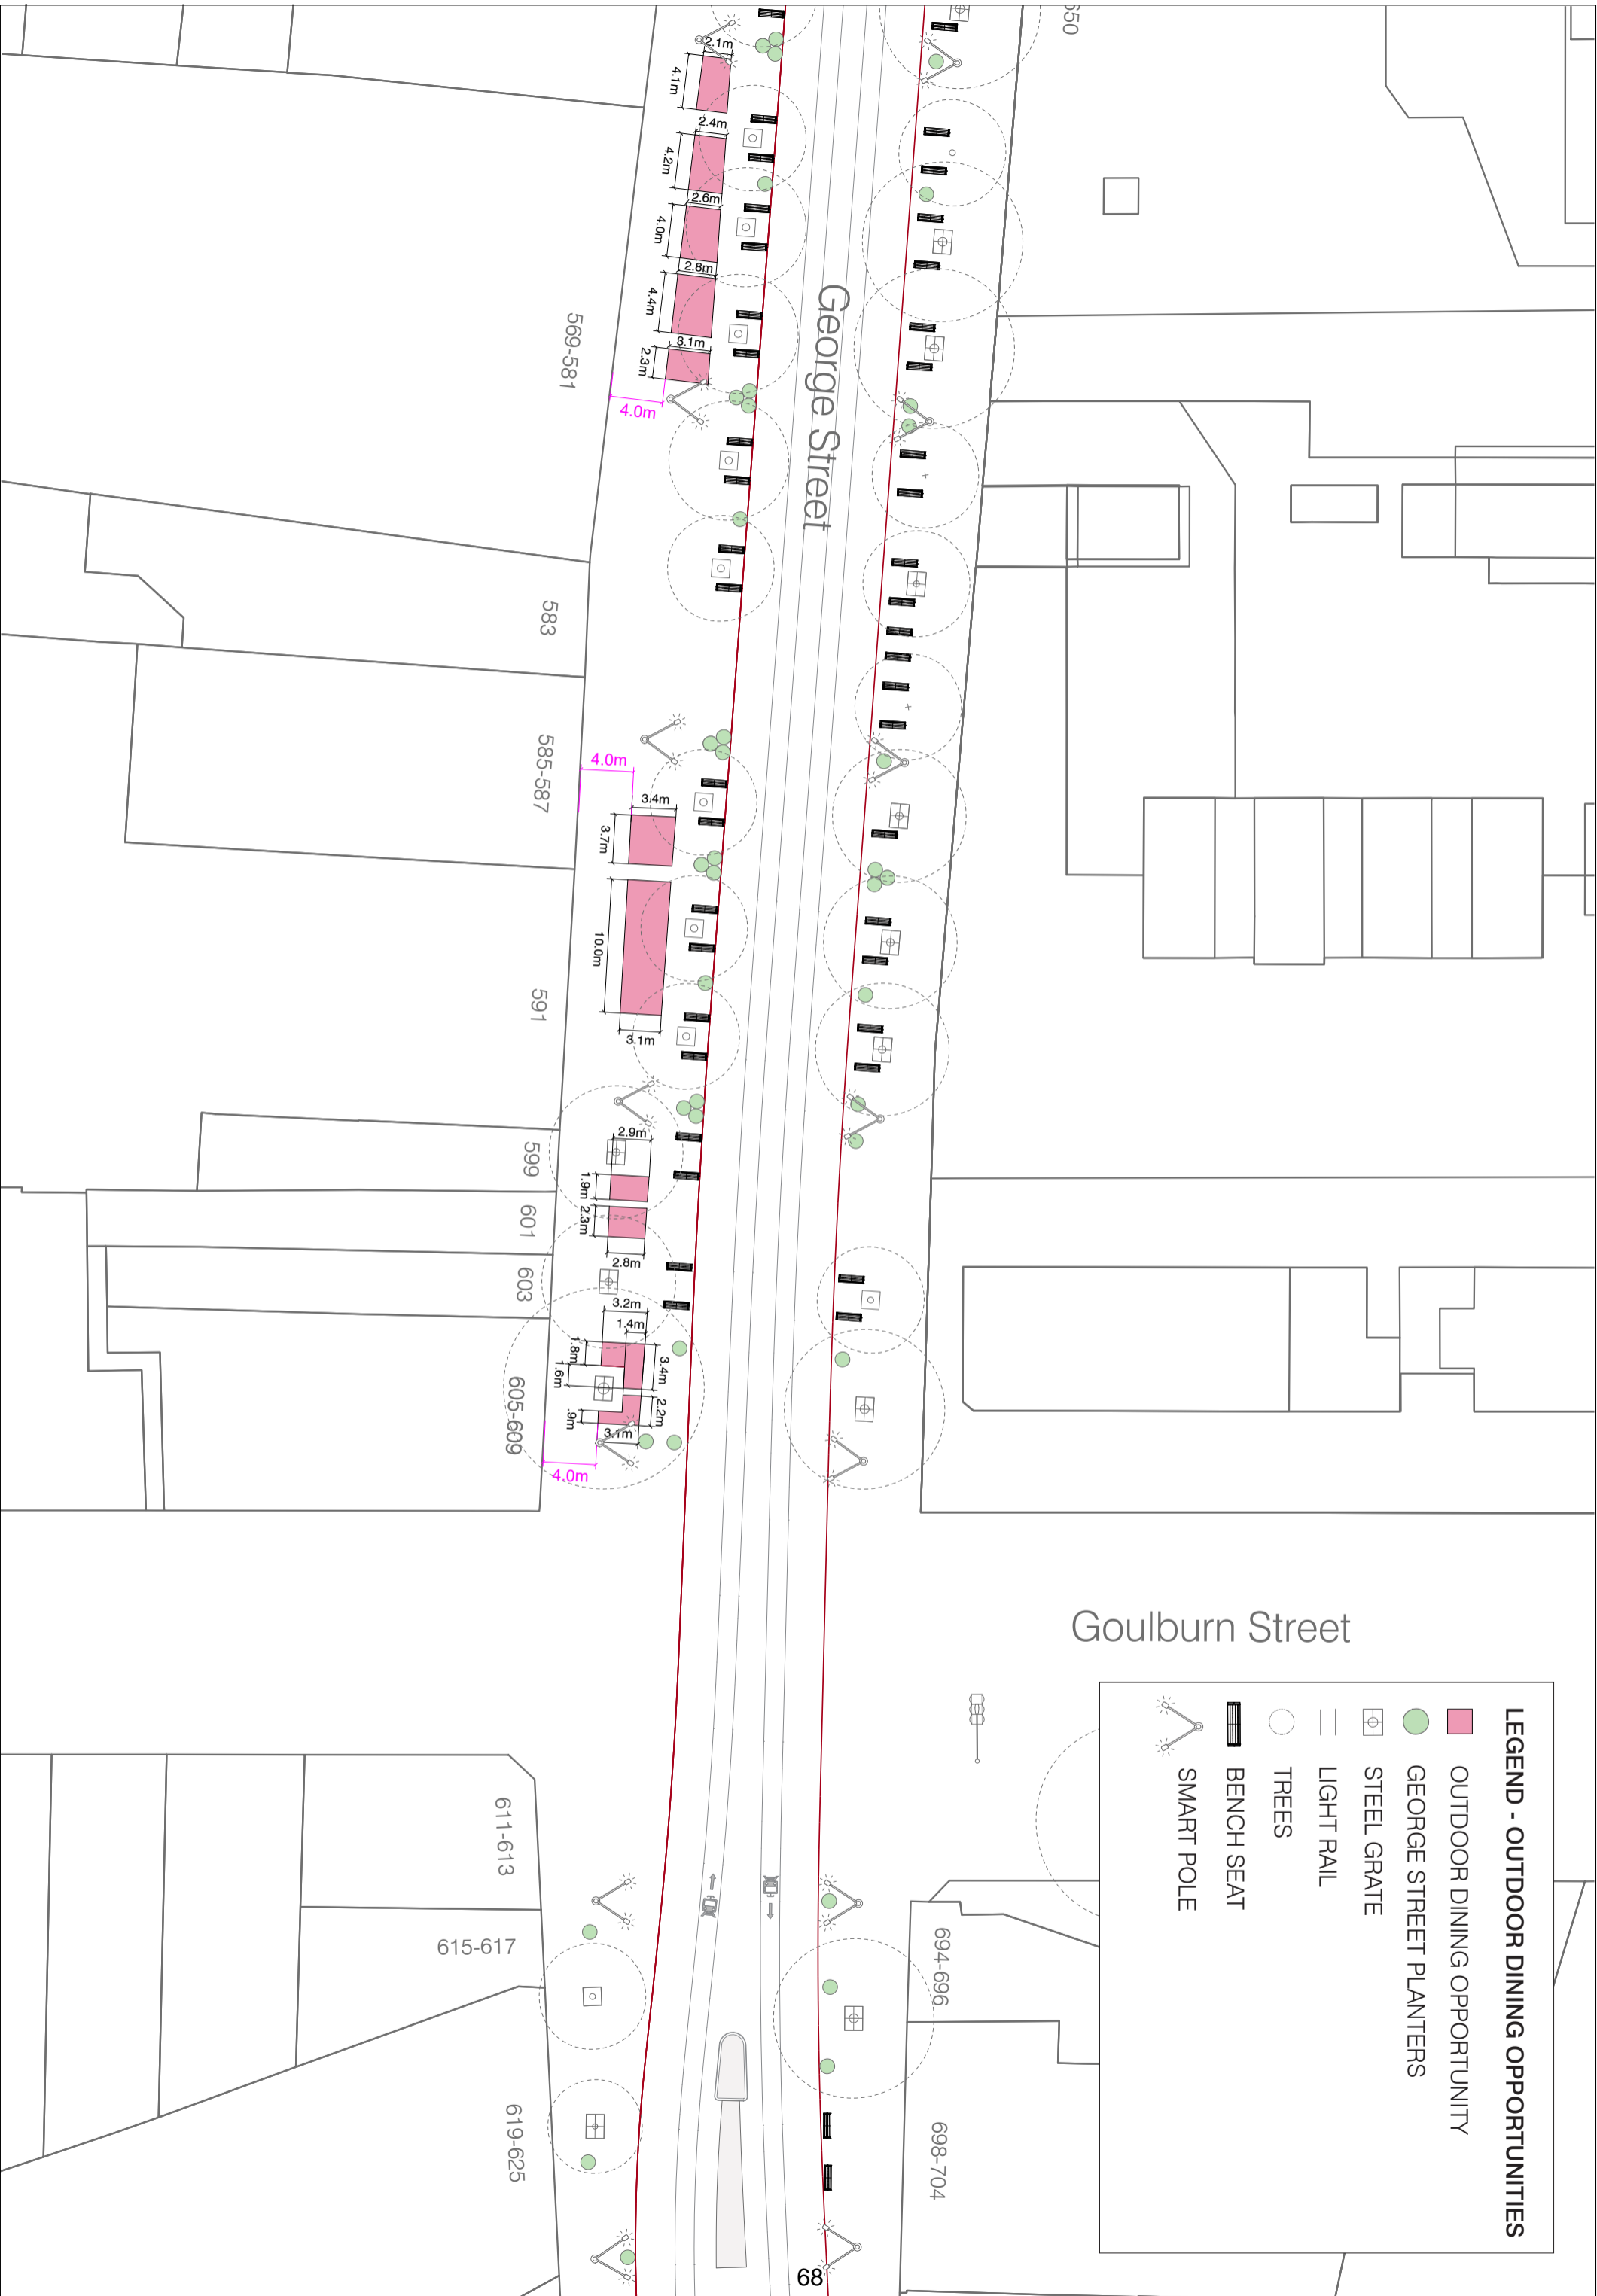 650
2.1m
4.1m
2.4m
4.2m
2.6m
4.0m
2.8m
4.4m
3.1m
2.3m
4.0m
569-581
George Street
583
585-587
4.0m
3.4m
3.7m
10.0m
3.1m
591
599
2.9m
1.9m
601
2.3m
2.8m
603
3.2m
1.4m
1.8m
3.4m
1.6m
2.2m
.9m
3.1m
605-609
4.0m
Goulburn Street
LEGEND - OUTDOOR DINING OPPORTUNITIES
OUTDOOR DINING OPPORTUNITY
GEORGE STREET PLANTERS
STEEL GRATE
LIGHT RAIL
TREES
BENCH SEAT
SMART POLE
611-613
615-617
619-625
694-696
698-704
68